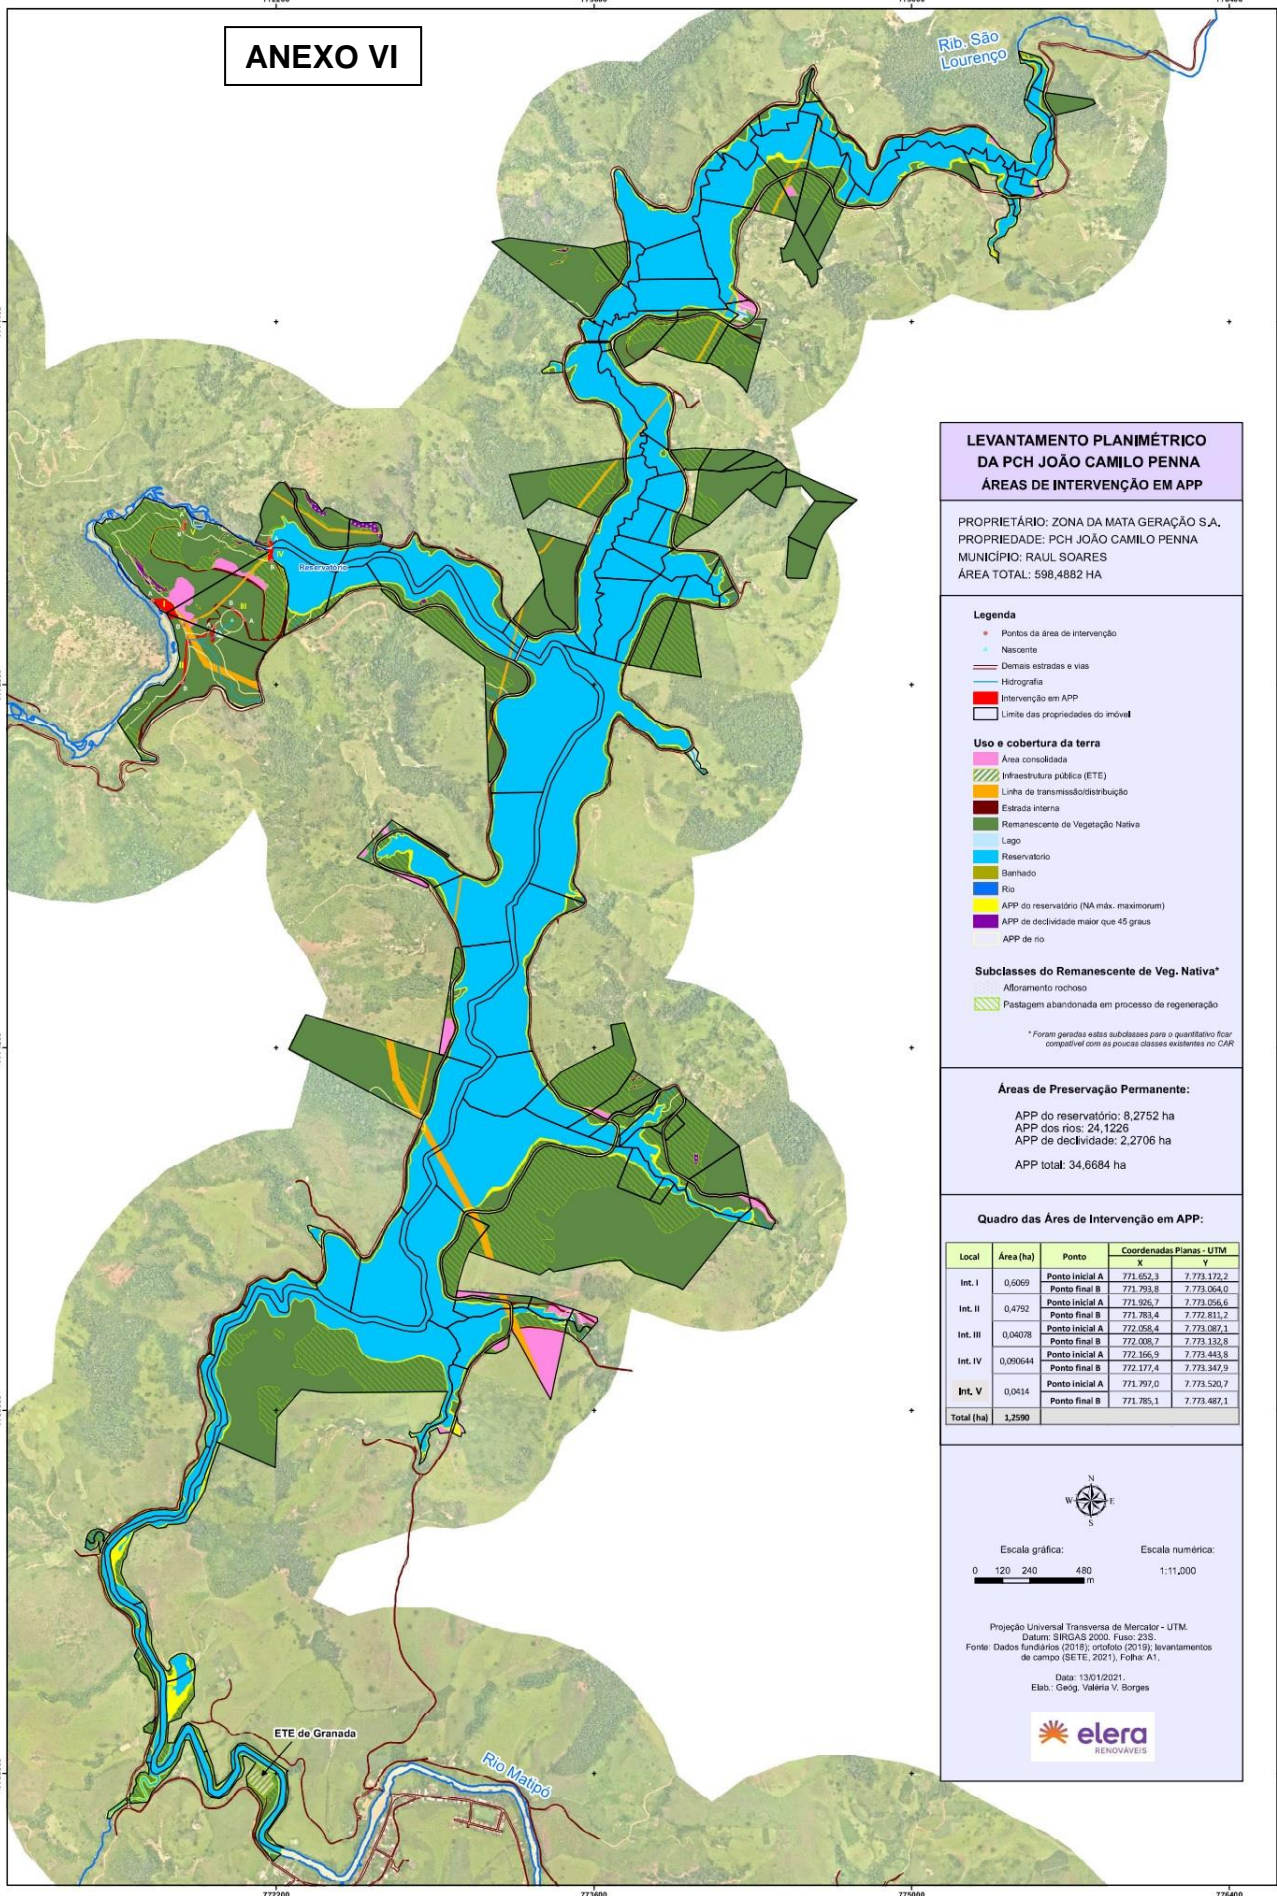 772200
773600
775000
776400
ANEXO VI
Rib. São
Lourenço
Reservatório
I
III
IV
V
A
B
ETE de Granada
Rio Matipó
LEVANTAMENTO PLANIMÉTRICO
DA PCH JOÃO CAMILO PENNA
ÁREAS DE INTERVENÇÃO EM APP
PROPRIETÁRIO: ZONA DA MATA GERAÇÃO S.A.
PROPRIEDADE: PCH JOÃO CAMILO PENNA
MUNICÍPIO: RAUL SOARES
ÁREA TOTAL: 598,4882 HA
Legenda
Pontos da área de intervenção
Nascente
Demais estradas e vias
Hidrografia
Intervenção em APP
Limite das propriedades do imóvel
Uso e cobertura da terra
Área consolidada
Infraestrutura pública (ETE)
Linha de transmissão/distribuição
Estrada interna
Remanescente de Vegetação Nativa
Lago
Reservatorio
Banhado
Rio
APP do reservatório (NA máx. maximorum)
APP de declividade maior que 45 graus
APP de rio
Subclasses do Remanescente de Veg. Nativa*
Afloramento rochoso
Pastagem abandonada em processo de regeneração
* Foram geradas estas subclasses para o quantitativo ficar
compatível com as poucas classes existentes no CAR
Áreas de Preservação Permanente:
APP do reservatório: 8,2752 ha
APP dos rios: 24,1226
APP de declividade: 2,2706 ha
APP total: 34,6684 ha
Quadro das Áres de Intervenção em APP:
Local Área (ha) Ponto Coordenadas Planas - UTM
X Y
Int. I 0,6069 Ponto inicial A 771.652,3 7.773.172,2
Ponto final B 771.793,8 7.773.064,0
Int. II 0,4792 Ponto inicial A 771.926,7 7.773.056,6
Ponto final B 771.783,4 7.772.811,2
Int. III 0,04078 Ponto inicial A 772.058,4 7.773.087,1
Ponto final B 772.008,7 7.773.132,8
Int. IV 0,090644 Ponto inicial A 772.166,9 7.773.443,8
Ponto final B 772.177,4 7.773.347,9
Int. V 0,0414 Ponto inicial A 771.797,0 7.773.520,7
Ponto final B 771.785,1 7.773.487,1
Total (ha) 1,2590
N
W E
S
Escala gráfica: Escala numérica:
0 120 240 480 m
1:11.000
Projeção Universal Transversa de Mercator - UTM.
Datum: SIRGAS 2000. Fuso: 23S.
Fonte: Dados fundiários (2018); ortofoto (2019); levantamentos
de campo (SETE, 2021). Folha: A1.
Data: 13/01/2021.
Elab.: Geóg. Valéria V. Borges
elera
RENOVÁVEIS
772200
773600
775000
776400